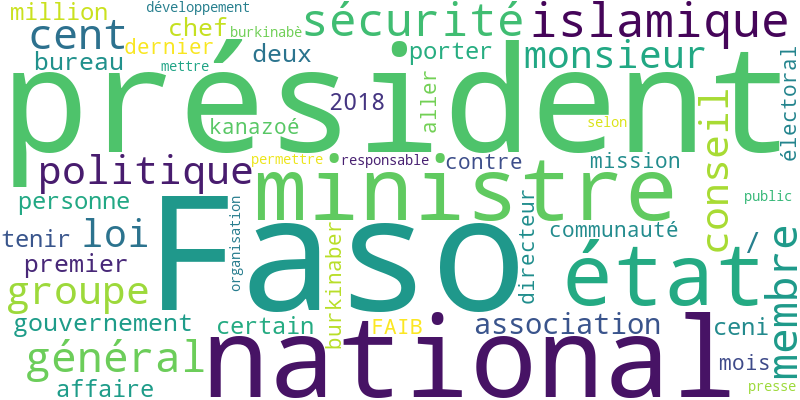 million
développement
chef
burkinabè
sécurité
islamique
cent
dernier
deux
porter
monsieur
bureau
mettre
président
2018
aller
électoral
kanazoé
selon
conseil
politique
permettre
responsable
contre
mission
personne
ministre
public
tenir
loi
Faso
organisation
communauté
/
premier
directeur
état
membre
groupe
burkinaber
gouvernement
certain
FAIB
national
association
ceni
général
mois
affaire
presse